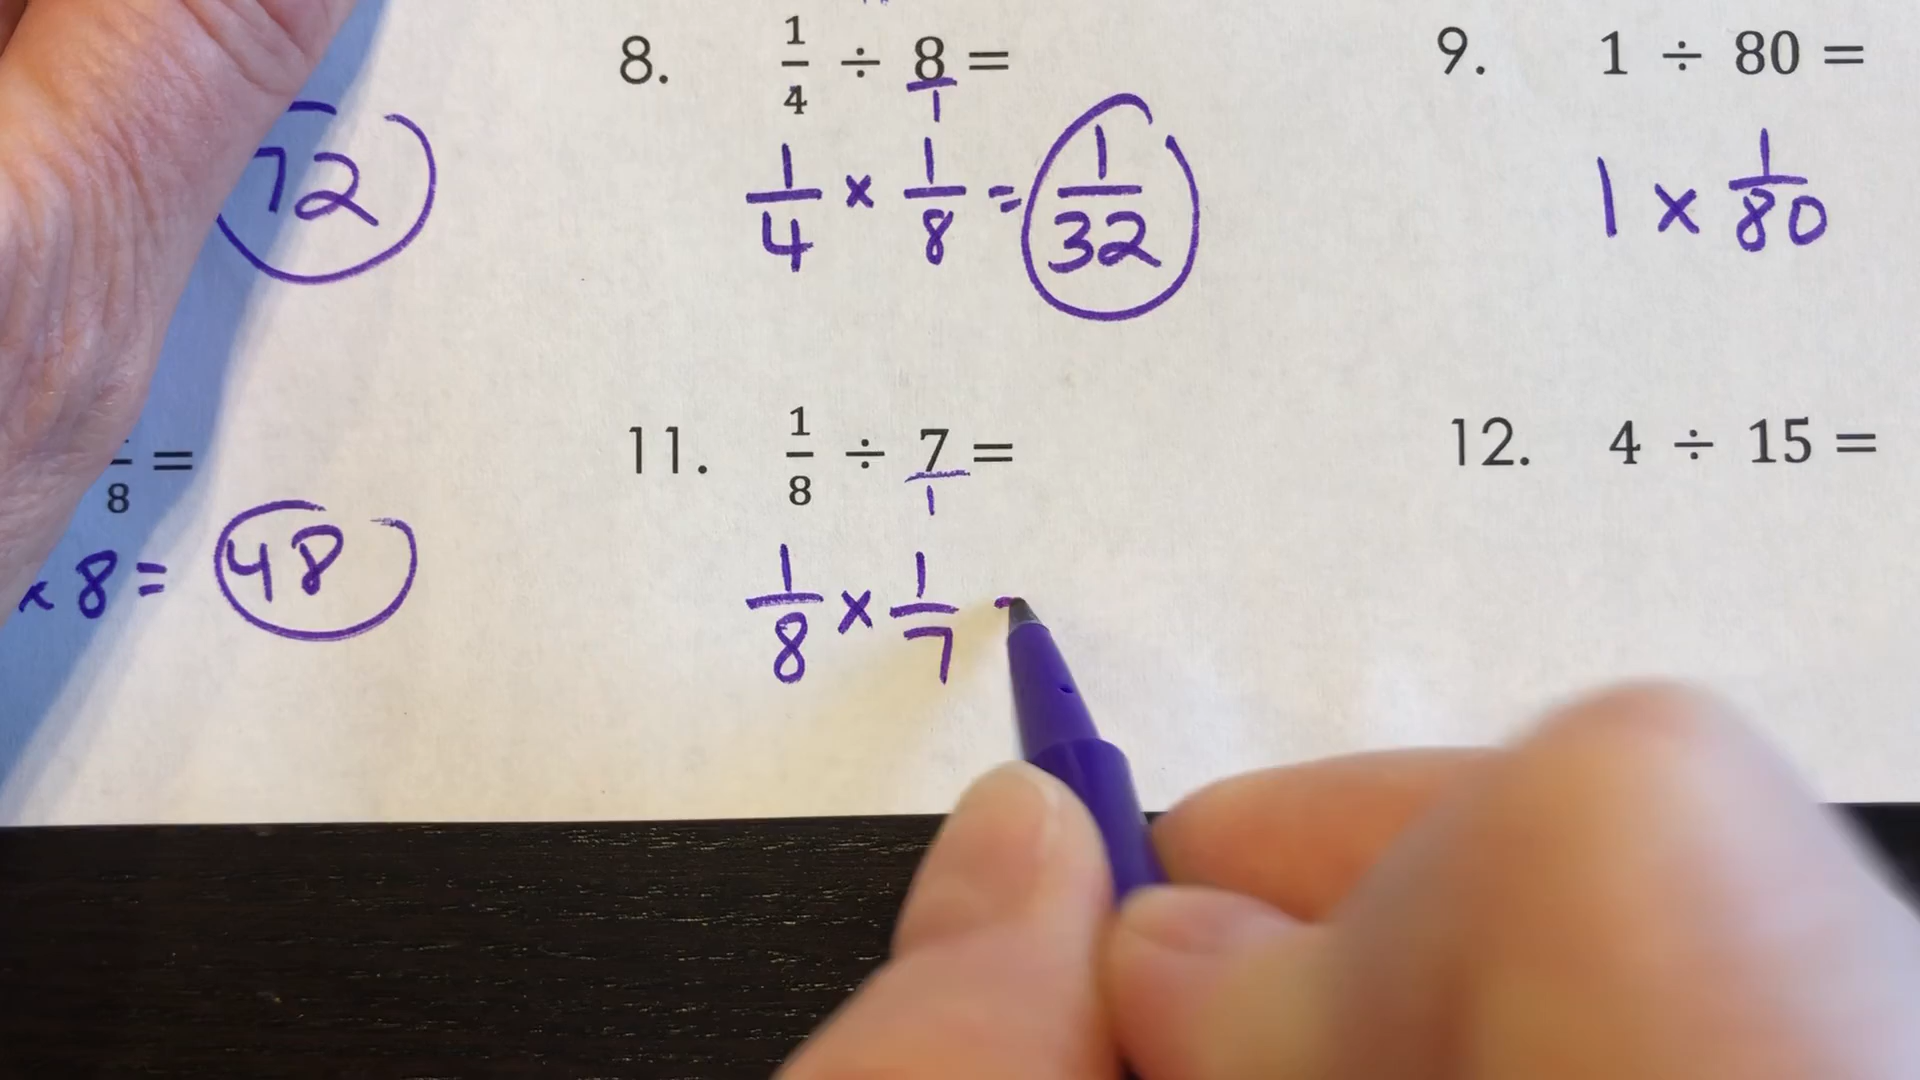 8. 1/4 ÷ 8 =
/1
1/4 × 1/8 = 1/32
9. 1 ÷ 80 =
1 × 1/80
72
8 =
× 8 = 48
11. 1/8 ÷ 7 =
/1
1/8 × 1/7 -
12. 4 ÷ 15 =